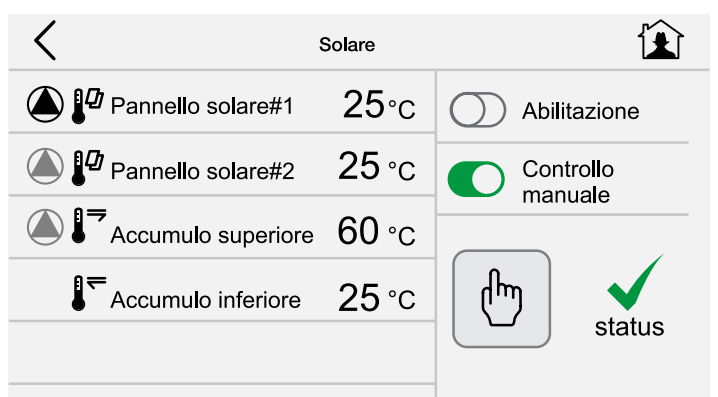 Solare
Pannello solare#1 25°C
Abilitazione
Pannello solare#2 25 °C
Controllo
manuale
Accumulo superiore 60 °C
Accumulo inferiore 25 °C
status